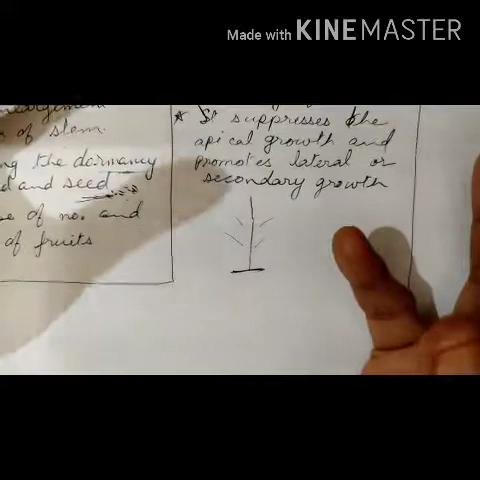 Made with KINEMASTER
of stem.
the dormancy
and seed
of no. and
of fruits
* It suppresses the
apical growth and
promotes lateral or
secondary growth